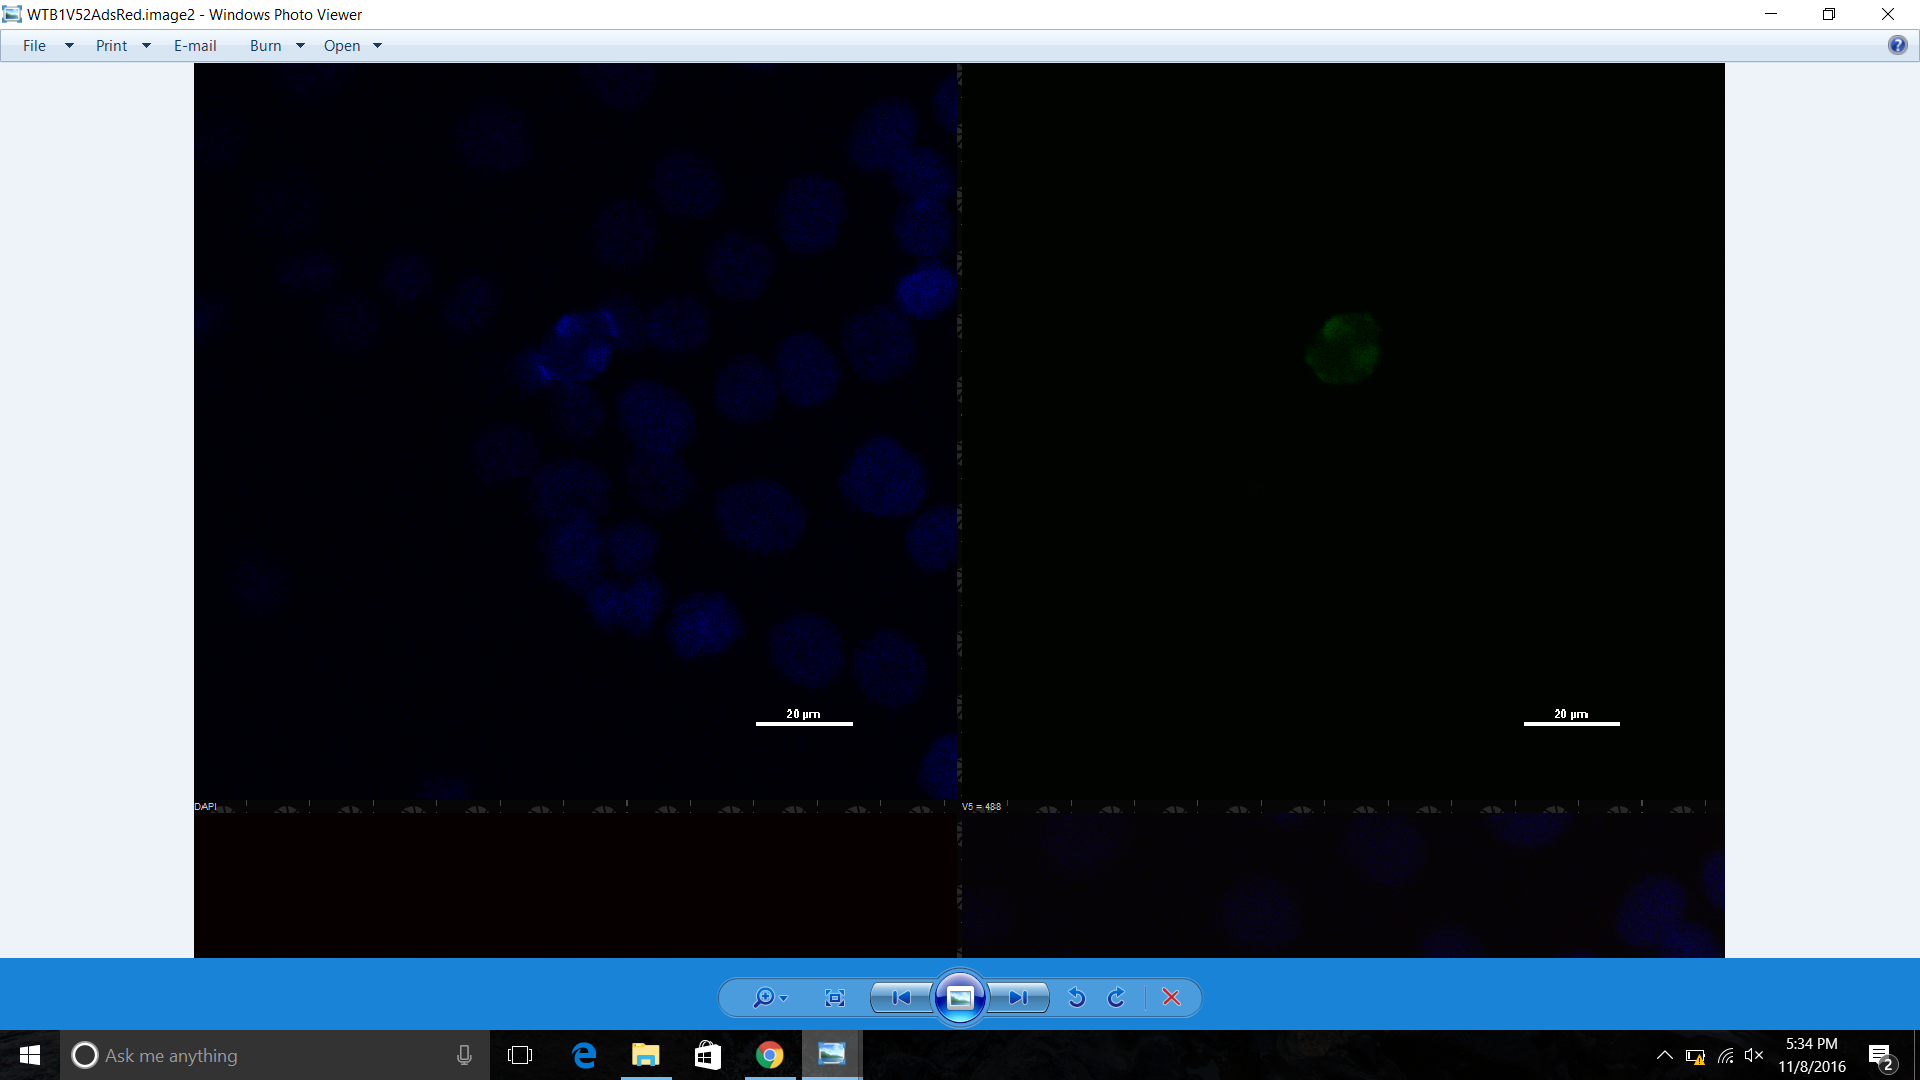 WTB1V52AdsRed.image2 - Windows Photo Viewer
File Print E-mail Burn Open
20 µm
20 µm
DAPI
V5 = 488
Ask me anything
5:34 PM
11/8/2016
2